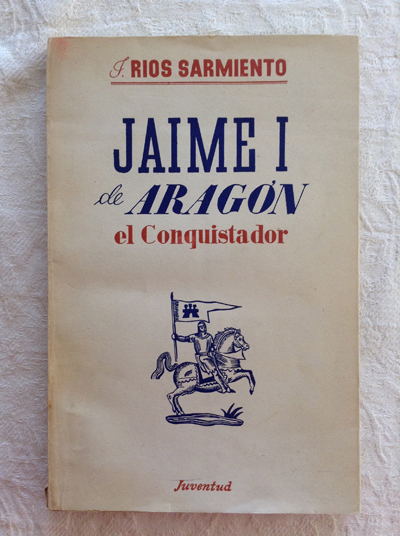 J. RIOS SARMIENTO
JAIME I
de ARAGÓN
el Conquistador
Juventud